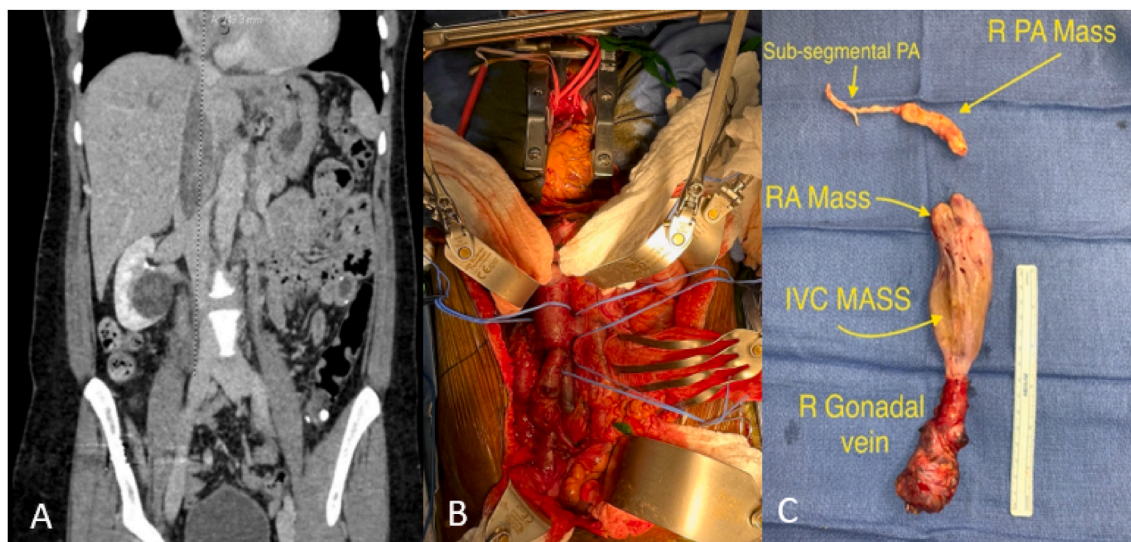 R PA Mass
Sub-segmental PA
RA Mass
IVC MASS
R Gonadal
vein
A
B
C